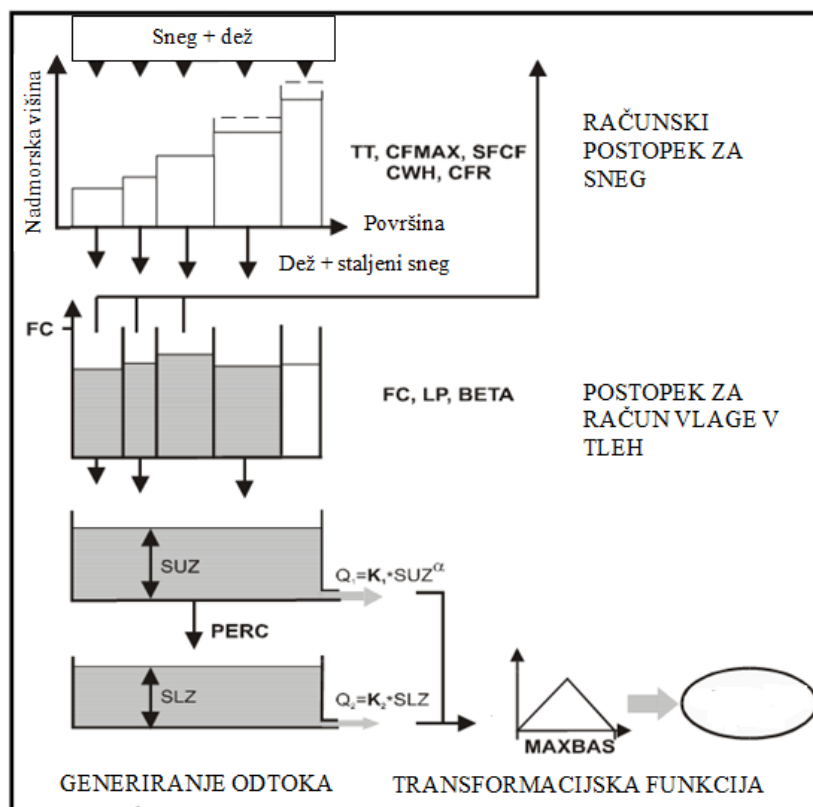 Sneg + dež
Nadmorska višina
TT, CFMAX, SFCF
CWH, CFR
RAČUNSKI
POSTOPEK ZA
SNEG
Površina
Dež + staljeni sneg
FC
FC, LP, BETA
POSTOPEK ZA
RAČUN VLAGE V
TLEH
SUZ
Q₁=K₁*SUZ^α
PERC
SLZ
Q₂=K₂*SLZ
MAXBAS
GENERIRANJE ODTOKA
TRANSFORMACIJSKA FUNKCIJA